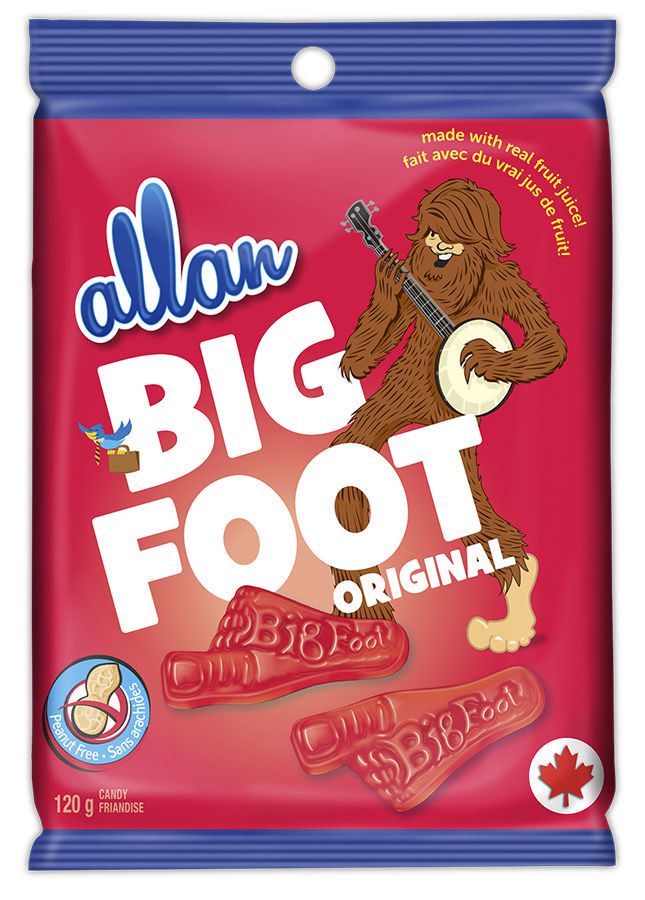 made with real fruit juice!
fait avec du vrai jus de fruit!
allan
BIG
FOOT
ORIGINAL
Big Foot
Big Foot
Peanut Free • Sans arachides
120 g
CANDY
FRIANDISE